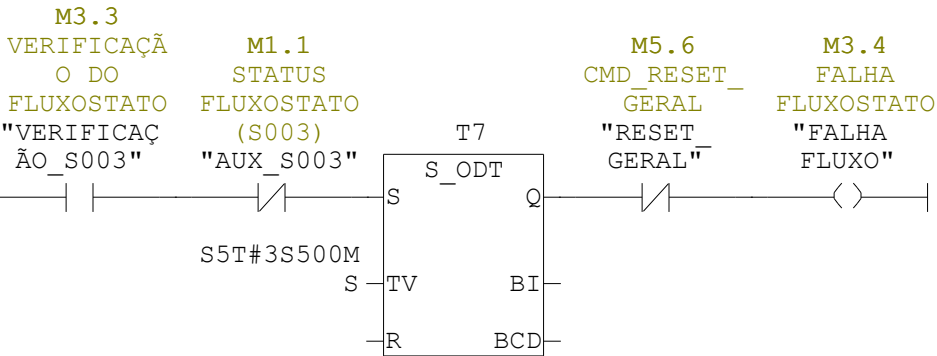 M3.3
VERIFICAÇÃ
O DO
FLUXOSTATO
"VERIFICAÇ
ÃO_S003"
M1.1
STATUS
FLUXOSTATO
(S003)
"AUX_S003"
T7
S_ODT
S
Q
S5T#3S500M
S
TV
BI
R
BCD
M5.6
CMD_RESET_
GERAL
"RESET_
GERAL"
M3.4
FALHA
FLUXOSTATO
"FALHA
FLUXO"